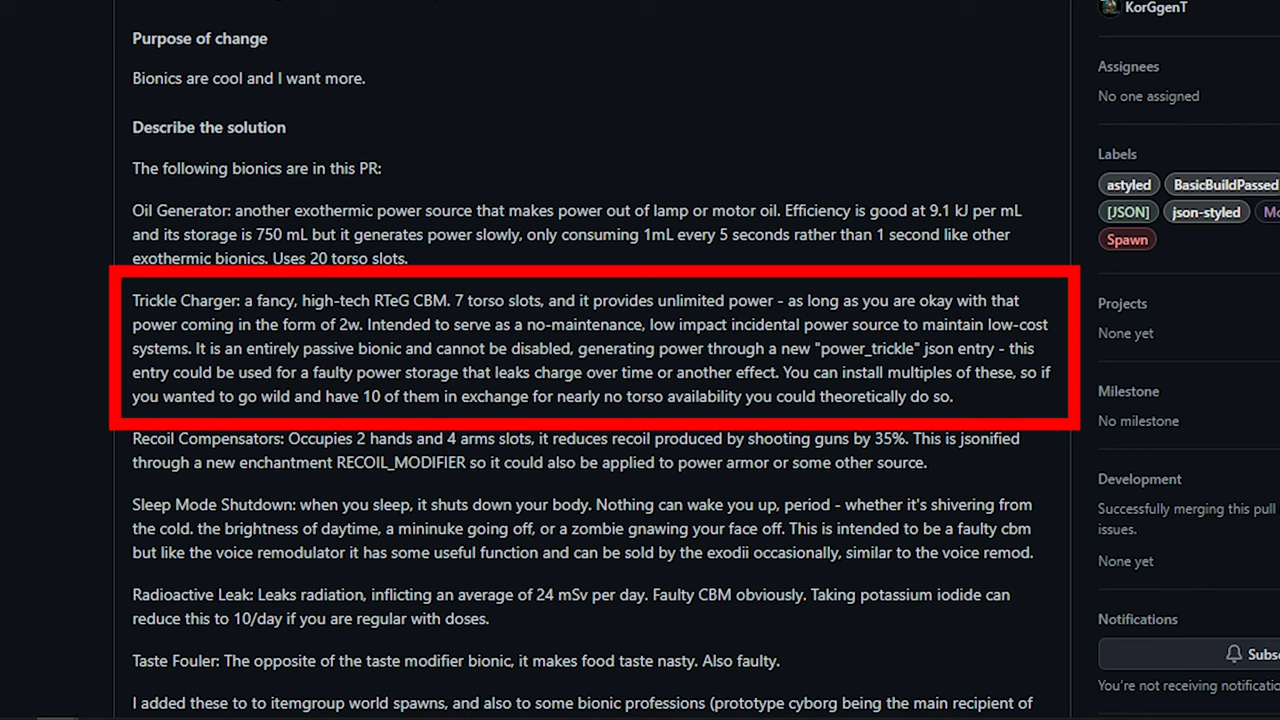 KorGgenT
Purpose of change
Assignees
Bionics are cool and I want more.
No one assigned
Describe the solution
Labels
The following bionics are in this PR:
astyled BasicBuildPassed
Oil Generator: another exothermic power source that makes power out of lamp or motor oil. Efficiency is good at 9.1 kJ per mL
[JSON] json-styled
and its storage is 750 mL but it generates power slowly, only consuming 1mL every 5 seconds rather than 1 second like other
Spawn
exothermic bionics. Uses 20 torso slots.
Trickle Charger: a fancy, high-tech RTeG CBM. 7 torso slots, and it provides unlimited power - as long as you are okay with that
Projects
power coming in the form of 2w. Intended to serve as a no-maintenance, low impact incidental power source to maintain low-cost
None yet
systems. It is an entirely passive bionic and cannot be disabled, generating power through a new "power_trickle" json entry - this
entry could be used for a faulty power storage that leaks charge over time or another effect. You can install multiples of these, so if
Milestone
you wanted to go wild and have 10 of them in exchange for nearly no torso availability you could theoretically do so.
No milestone
Recoil Compensators: Occupies 2 hands and 4 arms slots, it reduces recoil produced by shooting guns by 35%. This is jsonified
through a new enchantment RECOIL_MODIFIER so it could also be applied to power armor or some other source.
Development
Sleep Mode Shutdown: when you sleep, it shuts down your body. Nothing can wake you up, period - whether it's shivering from
Successfully merging this pull
the cold. the brightness of daytime, a mininuke going off, or a zombie gnawing your face off. This is intended to be a faulty cbm
issues.
but like the voice remodulator it has some useful function and can be sold by the exodii occasionally, similar to the voice remod.
None yet
Radioactive Leak: Leaks radiation, inflicting an average of 24 mSv per day. Faulty CBM obviously. Taking potassium iodide can
reduce this to 10/day if you are regular with doses.
Notifications
Taste Fouler: The opposite of the taste modifier bionic, it makes food taste nasty. Also faulty.
You're not receiving
I added these to to itemgroup world spawns, and also to some bionic professions (prototype cyborg being the main recipient of